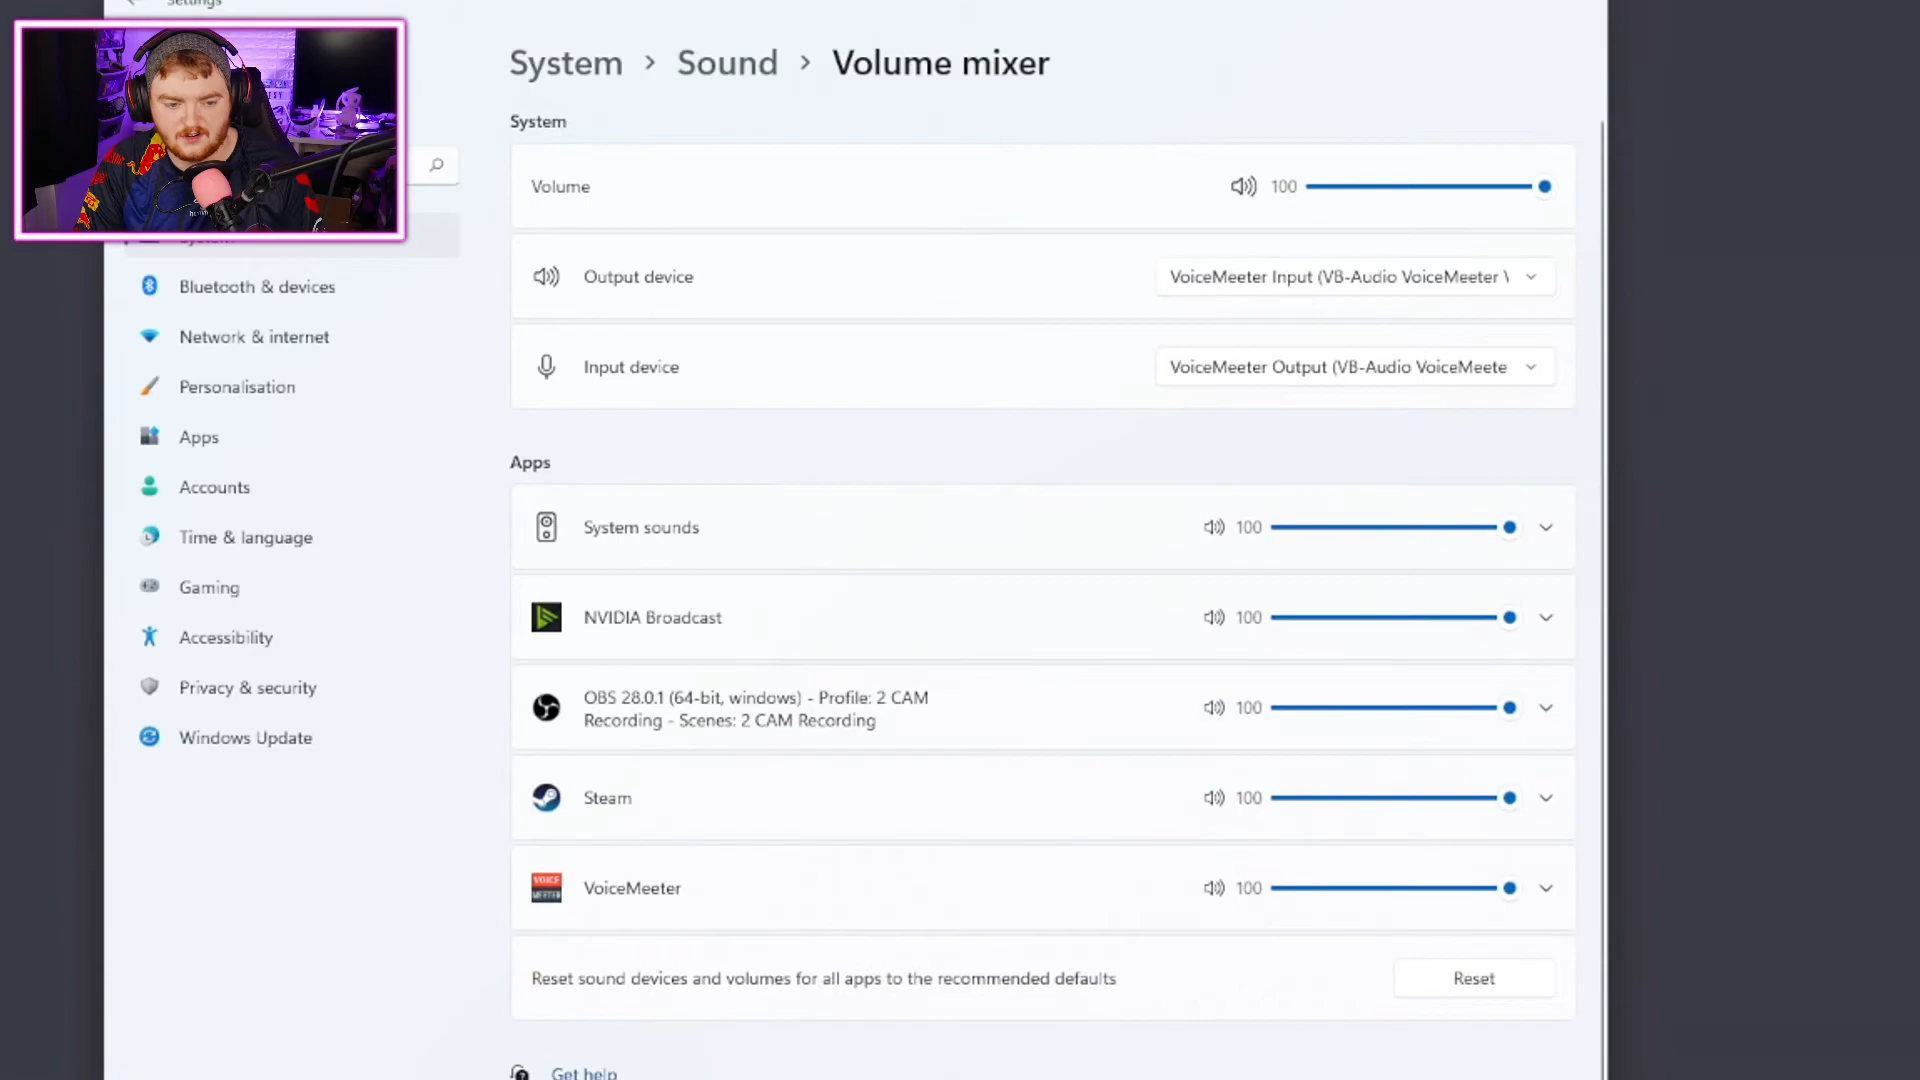 Settings
System > Sound > Volume mixer
System
Volume
100
Output device
VoiceMeeter Input (VB-Audio VoiceMeeter V
Input device
VoiceMeeter Output (VB-Audio VoiceMeete
System
Bluetooth & devices
Network & internet
Personalisation
Apps
Accounts
Time & language
Gaming
Accessibility
Privacy & security
Windows Update
Apps
System sounds
100
NVIDIA Broadcast
100
OBS 28.0.1 (64-bit, windows) - Profile: 2 CAM
Recording - Scenes: 2 CAM Recording
100
Steam
100
VOICE
MEETER
VoiceMeeter
100
Reset sound devices and volumes for all apps to the recommended defaults
Reset
Get help